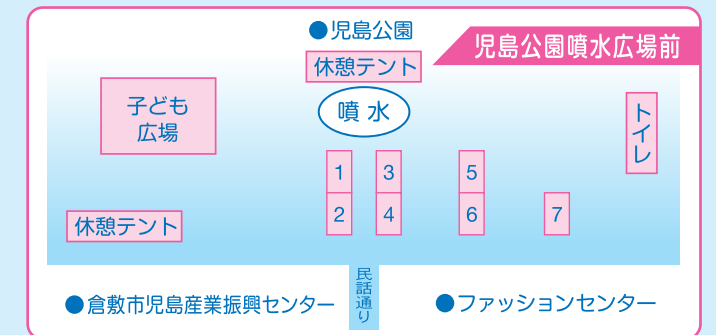 ●児島公園
児島公園噴水広場前
休憩テント
子ども
広場
噴水
トイレ
1 3 5
2 4 6 7
休憩テント
民話通り
●倉敷市児島産業振興センター
●ファッションセンター